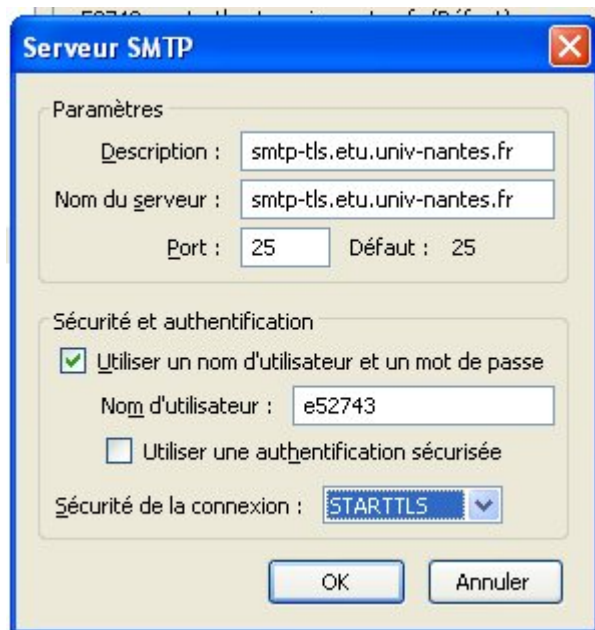 Serveur SMTP
Paramètres
Description : smtp-tls.etu.univ-nantes.fr
Nom du serveur : smtp-tls.etu.univ-nantes.fr
Port : 25 Défaut : 25
Sécurité et authentification
Utiliser un nom d'utilisateur et un mot de passe
Nom d'utilisateur : e52743
Utiliser une authentification sécurisée
Sécurité de la connexion : STARTTLS
OK Annuler